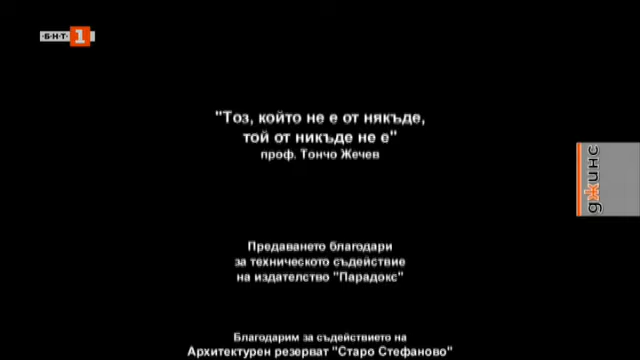 БНТ 1
"Тоз, който не е от някъде,
той от никъде не е"
проф. Тончо Жечев
джинс
Предаването благодари
за техническото съдействие
на издателство "Парадокс"
Благодарим за съдействието на
Архитектурен резерват "Старо Стефаново"